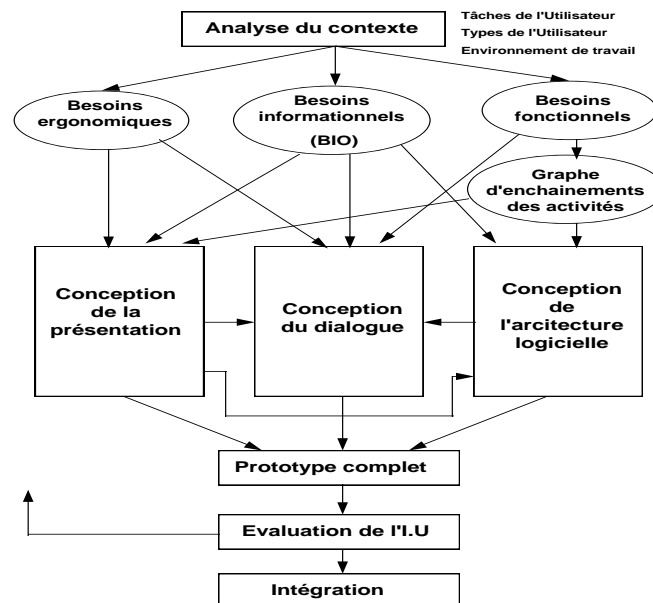 Analyse du contexte
Tâches de l'Utilisateur
Types de l'Utilisateur
Environnement de travail
Besoins
ergonomiques
Besoins
informationnels
(BIO)
Besoins
fonctionnels
Graphe
d'enchainements
des activités
Conception
de la
présentation
Conception
du dialogue
Conception
de
l'arcitecture
logicielle
Prototype complet
Evaluation de l'I.U
Intégration